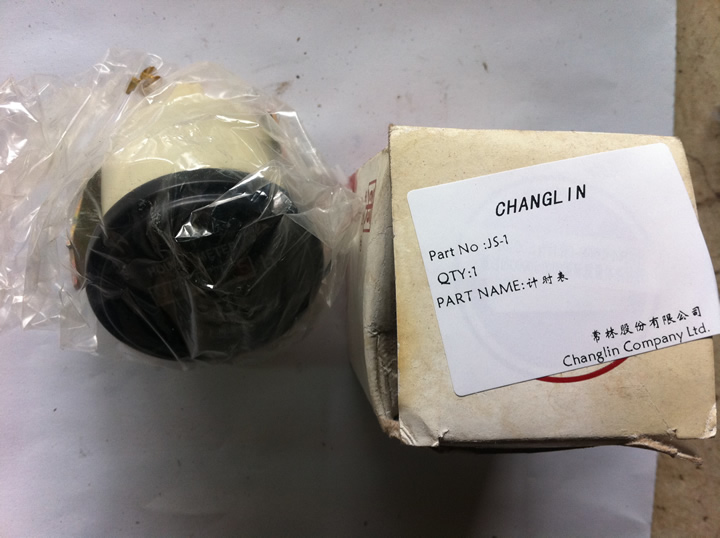 CHANGLIN
Part No :JS-1
QTY:1
PART NAME:计时表
常林股份有限公司
Changlin Company Ltd.